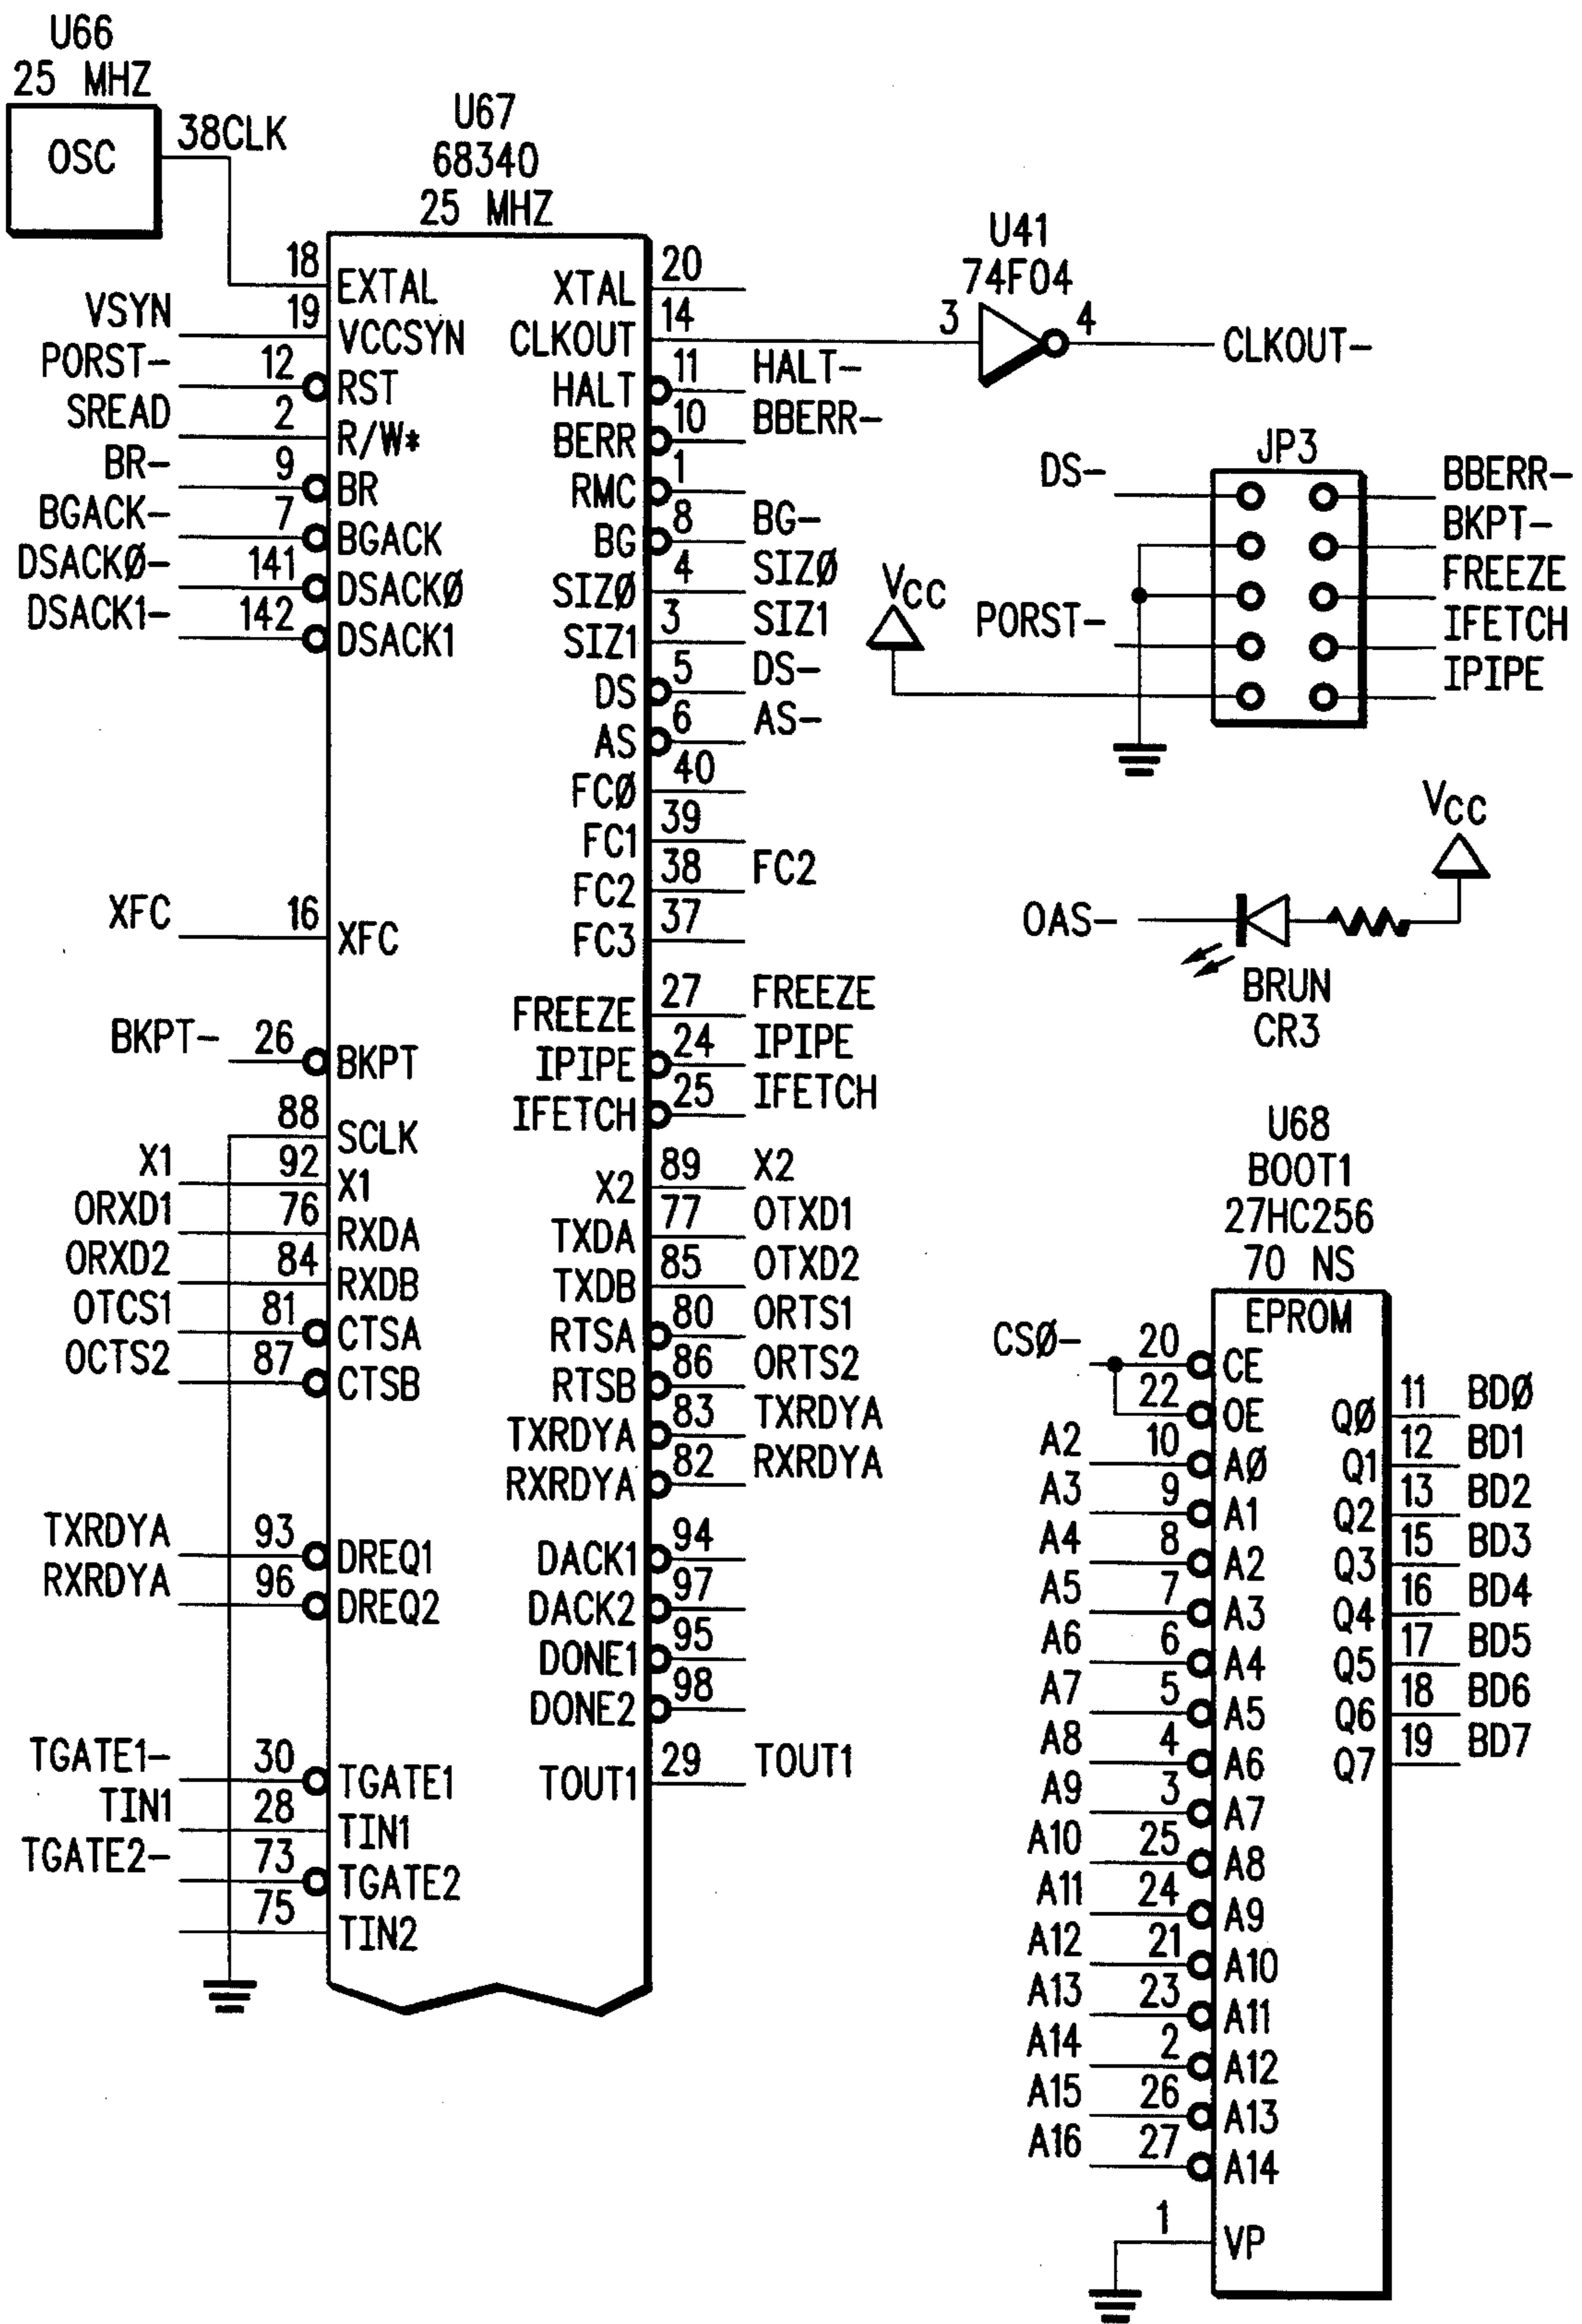 U66
25 MHZ
OSC
38CLK
U67
68340
25 MHZ
18 EXTAL
VSYN 19 VCCSYN
PORST- 12 RST
SREAD 2 R/W*
BR- 9 BR
BGACK- 7 BGACK
DSACKØ- 141 DSACKØ
DSACK1- 142 DSACK1
XFC 16 XFC
BKPT- 26 BKPT
88 SCLK
X1 92 X1
ORXD1 76 RXDA
ORXD2 84 RXDB
OTCS1 81 CTSA
OCTS2 87 CTSB
TXRDYA 93 DREQ1
RXRDYA 96 DREQ2
TGATE1- 30 TGATE1
TIN1 28 TIN1
TGATE2- 73 TGATE2
75 TIN2
XTAL 20
CLKOUT 14
HALT 11 HALT-
BERR 10 BBERR-
RMC 1
BG 8 BG-
SIZØ 4 SIZØ
SIZ1 3 SIZ1
DS 5 DS-
AS 6 AS-
FCØ 40
FC1 39
FC2 38 FC2
FC3 37
FREEZE 27 FREEZE
IPIPE 24 IPIPE
IFETCH 25 IFETCH
X2 89 X2
TXDA 77 OTXD1
TXDB 85 OTXD2
RTSA 80 ORTS1
RTSB 86 ORTS2
TXRDYA 83 TXRDYA
RXRDYA 82 RXRDYA
DACK1 94
DACK2 97
DONE1 95
DONE2 98
TOUT1 29 TOUT1
U41
74F04
3 4 CLKOUT-
JP3
DS- BBERR-
BKPT-
FREEZE
PORST- IFETCH
VCC IPIPE
VCC
OAS-
BRUN
CR3
U68
BOOT1
27HC256
70 NS
EPROM
CSØ- 20 CE
22 OE
A2 10 AØ
A3 9 A1
A4 8 A2
A5 7 A3
A6 6 A4
A7 5 A5
A8 4 A6
A9 3 A7
A10 25 A8
A11 24 A9
A12 21 A10
A13 23 A11
A14 2 A12
A15 26 A13
A16 27 A14
1 VP
QØ 11 BDØ
Q1 12 BD1
Q2 13 BD2
Q3 15 BD3
Q4 16 BD4
Q5 17 BD5
Q6 18 BD6
Q7 19 BD7